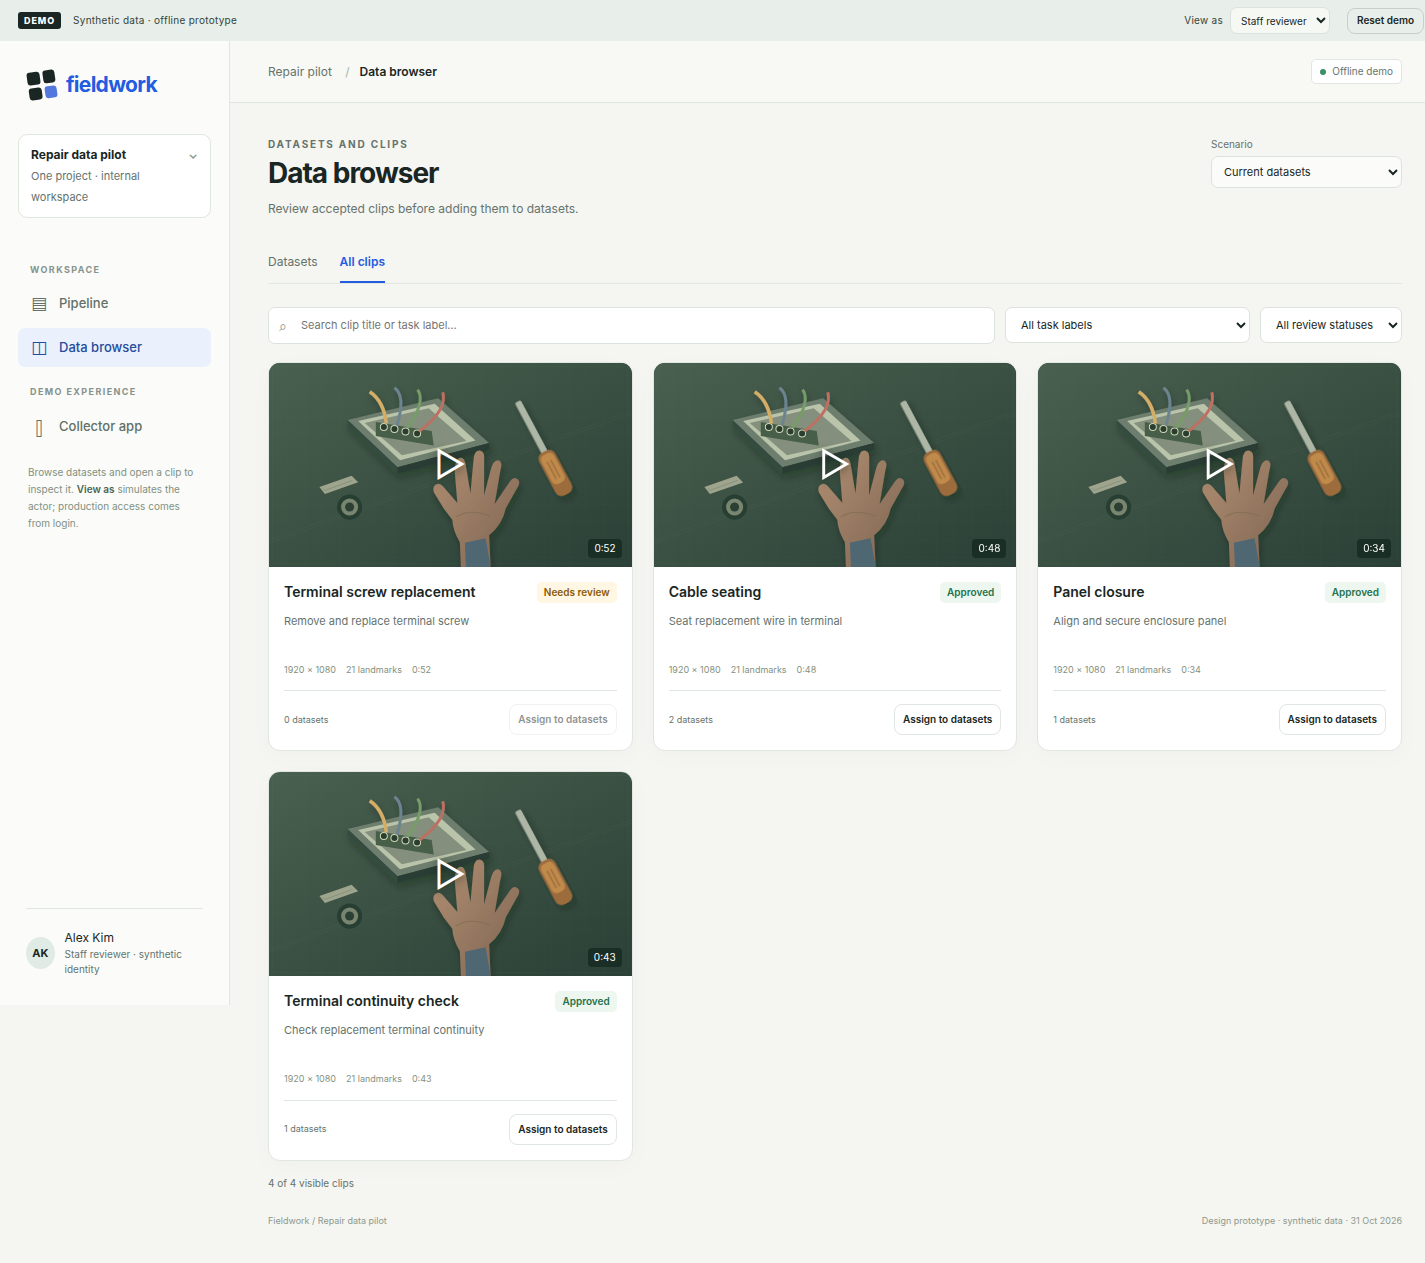 DEMO Synthetic data · offline prototype View as Staff reviewer Reset demo
fieldwork
Repair data pilot
One project · internal
workspace
WORKSPACE
Pipeline
Data browser
DEMO EXPERIENCE
Collector app
Browse datasets and open a clip to
inspect it. View as simulates the
actor; production access comes
from login.
AK
Alex Kim
Staff reviewer · synthetic
identity
Repair pilot / Data browser
Offline demo
DATASETS AND CLIPS
Data browser
Review accepted clips before adding them to datasets.
Scenario
Current datasets
Datasets All clips
Search clip title or task label...
All task labels
All review statuses
0:52
Terminal screw replacement
Needs review
Remove and replace terminal screw
1920 × 1080 21 landmarks 0:52
0 datasets
Assign to datasets
0:48
Cable seating
Approved
Seat replacement wire in terminal
1920 × 1080 21 landmarks 0:48
2 datasets
Assign to datasets
0:34
Panel closure
Approved
Align and secure enclosure panel
1920 × 1080 21 landmarks 0:34
1 datasets
Assign to datasets
0:43
Terminal continuity check
Approved
Check replacement terminal continuity
1920 × 1080 21 landmarks 0:43
1 datasets
Assign to datasets
4 of 4 visible clips
Fieldwork / Repair data pilot
Design prototype · synthetic data · 31 Oct 2026